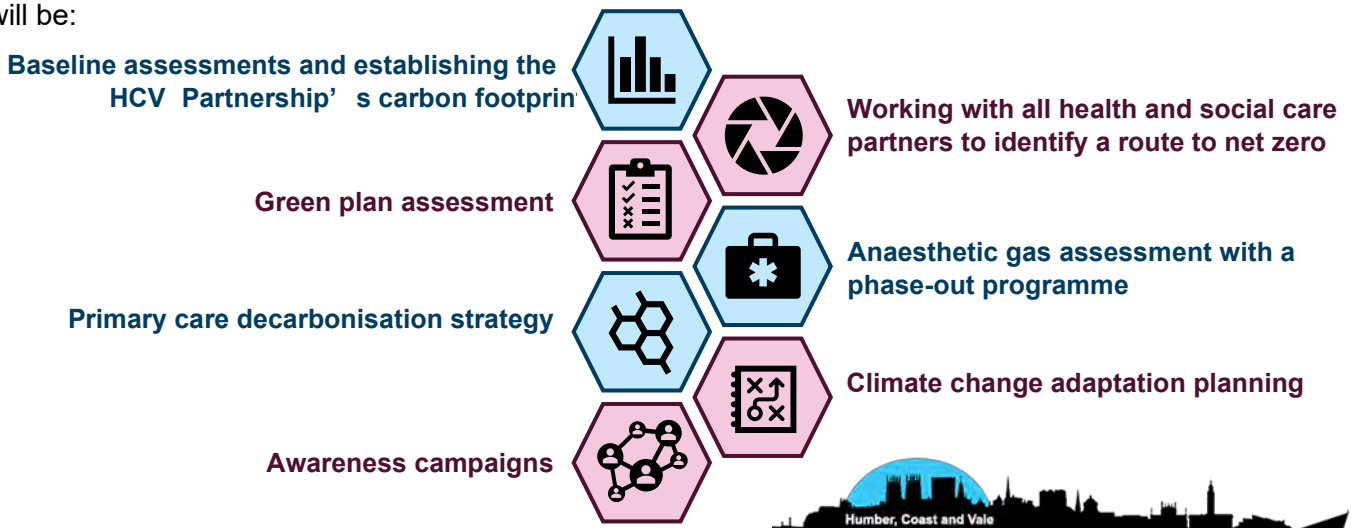 will be:
Baseline assessments and establishing the
HCV Partnership' s carbon footprin
Working with all health and social care
partners to identify a route to net zero
Green plan assessment
Anaesthetic gas assessment with a
phase-out programme
Primary care decarbonisation strategy
Climate change adaptation planning
Awareness campaigns
Humber, Coast and Vale